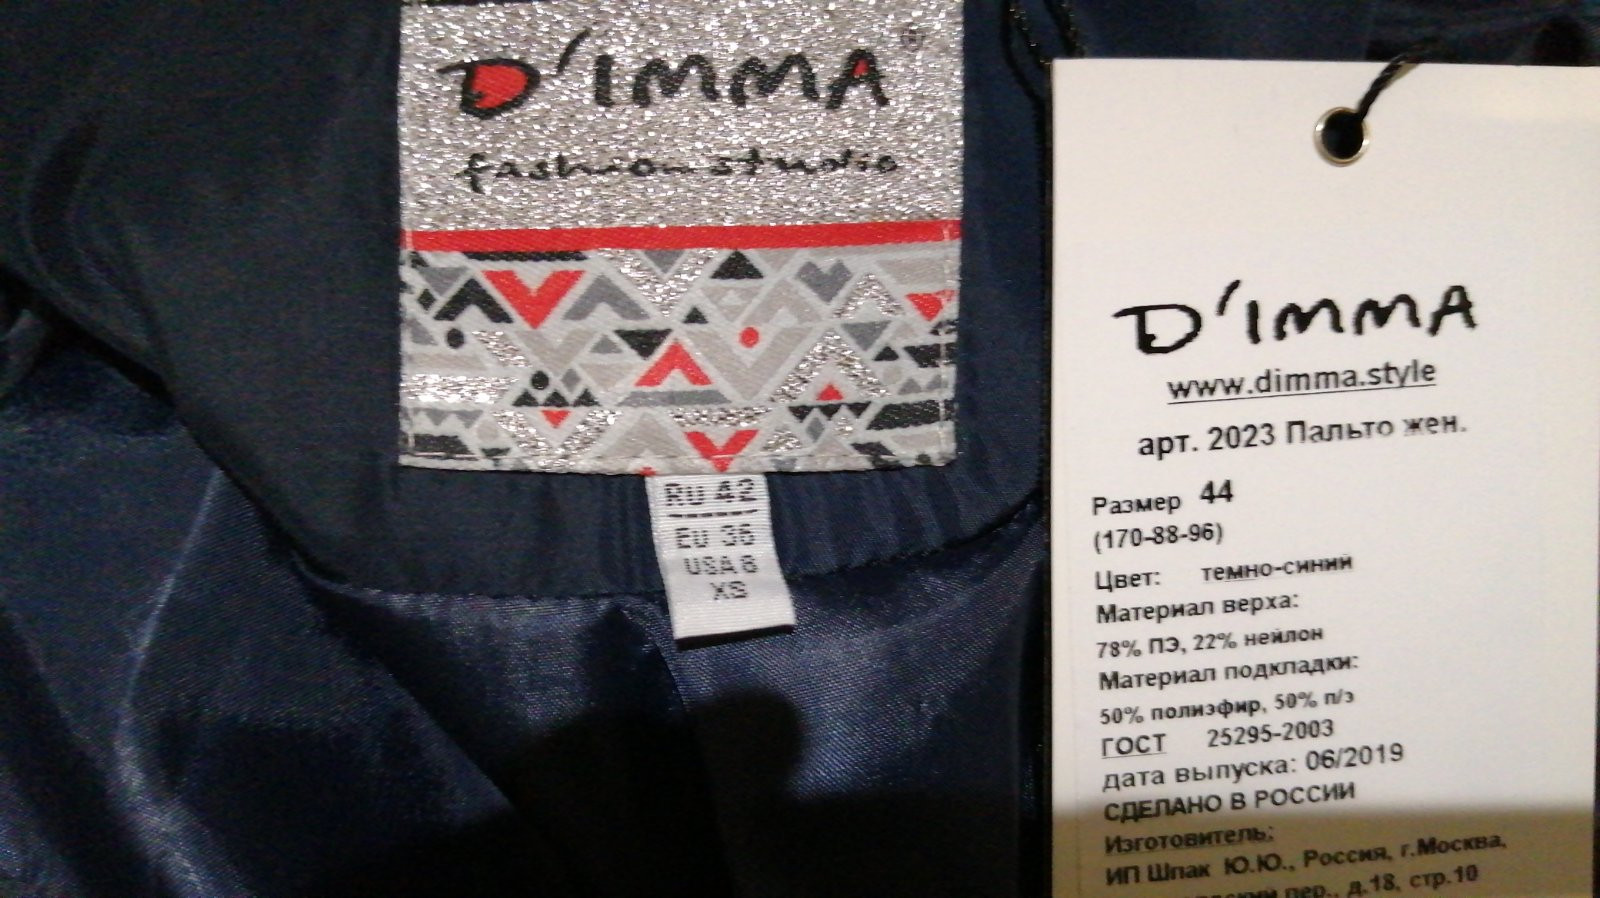 D'IMMA
fashion studio
RU 42
EU 36
USA 8
XS
D'IMMA
www.dimma.style
арт. 2023 Пальто жен.
Размер 44
(170-88-96)
Цвет: темно-синий
Материал верха:
78% ПЭ, 22% нейлон
Материал подкладки:
50% полиэфир, 50% п/э
ГОСТ 25295-2003
дата выпуска: 06/2019
СДЕЛАНО В РОССИИ
Изготовитель:
ИП Шпак Ю.Ю., Россия, г.Москва,
пер., д.18, стр.10